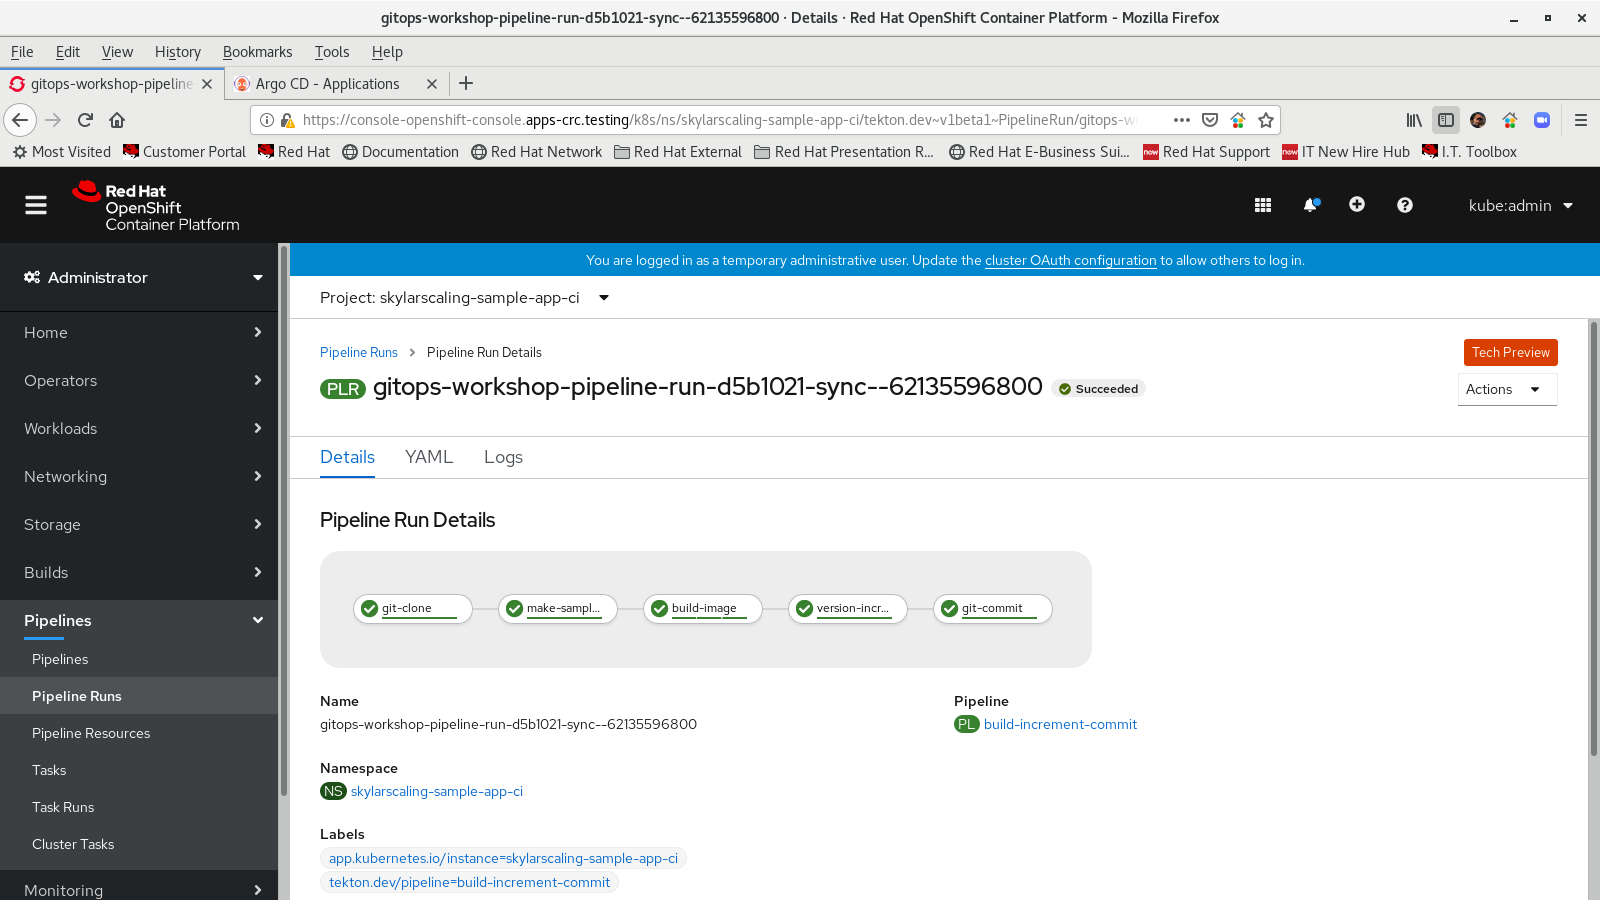 gitops-workshop-pipeline-run-d5b1021-sync--62135596800 · Details · Red Hat OpenShift Container Platform - Mozilla Firefox
File Edit View History Bookmarks Tools Help
gitops-workshop-pipeline
Argo CD - Applications
https://console-openshift-console.apps-crc.testing/k8s/ns/skylarscaling-sample-app-ci/tekton.dev~v1beta1~PipelineRun/gitops-w
Most Visited Customer Portal Red Hat Documentation Red Hat Network Red Hat External Red Hat Presentation R... Red Hat E-Business Sui... Red Hat Support IT New Hire Hub I.T. Toolbox
Red Hat
OpenShift
Container Platform
kube:admin
Administrator
Home
Operators
Workloads
Networking
Storage
Builds
Pipelines
Pipelines
Pipeline Runs
Pipeline Resources
Tasks
Task Runs
Cluster Tasks
Monitoring
You are logged in as a temporary administrative user. Update the cluster OAuth configuration to allow others to log in.
Project: skylarscaling-sample-app-ci
Pipeline Runs > Pipeline Run Details
Tech Preview
PLR gitops-workshop-pipeline-run-d5b1021-sync--62135596800 Succeeded
Actions
Details YAML Logs
Pipeline Run Details
git-clone make-sampl... build-image version-incr... git-commit
Name
gitops-workshop-pipeline-run-d5b1021-sync--62135596800
Pipeline
PL build-increment-commit
Namespace
NS skylarscaling-sample-app-ci
Labels
app.kubernetes.io/instance=skylarscaling-sample-app-ci
tekton.dev/pipeline=build-increment-commit